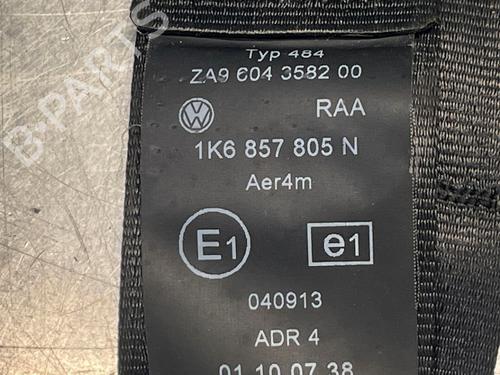 Typ 484
ZA9 604 3582 00
RAA
1K6 857 805 N
Aer4m
E1 e1
040913
ADR 4
01 10 07 38
B-PARTS